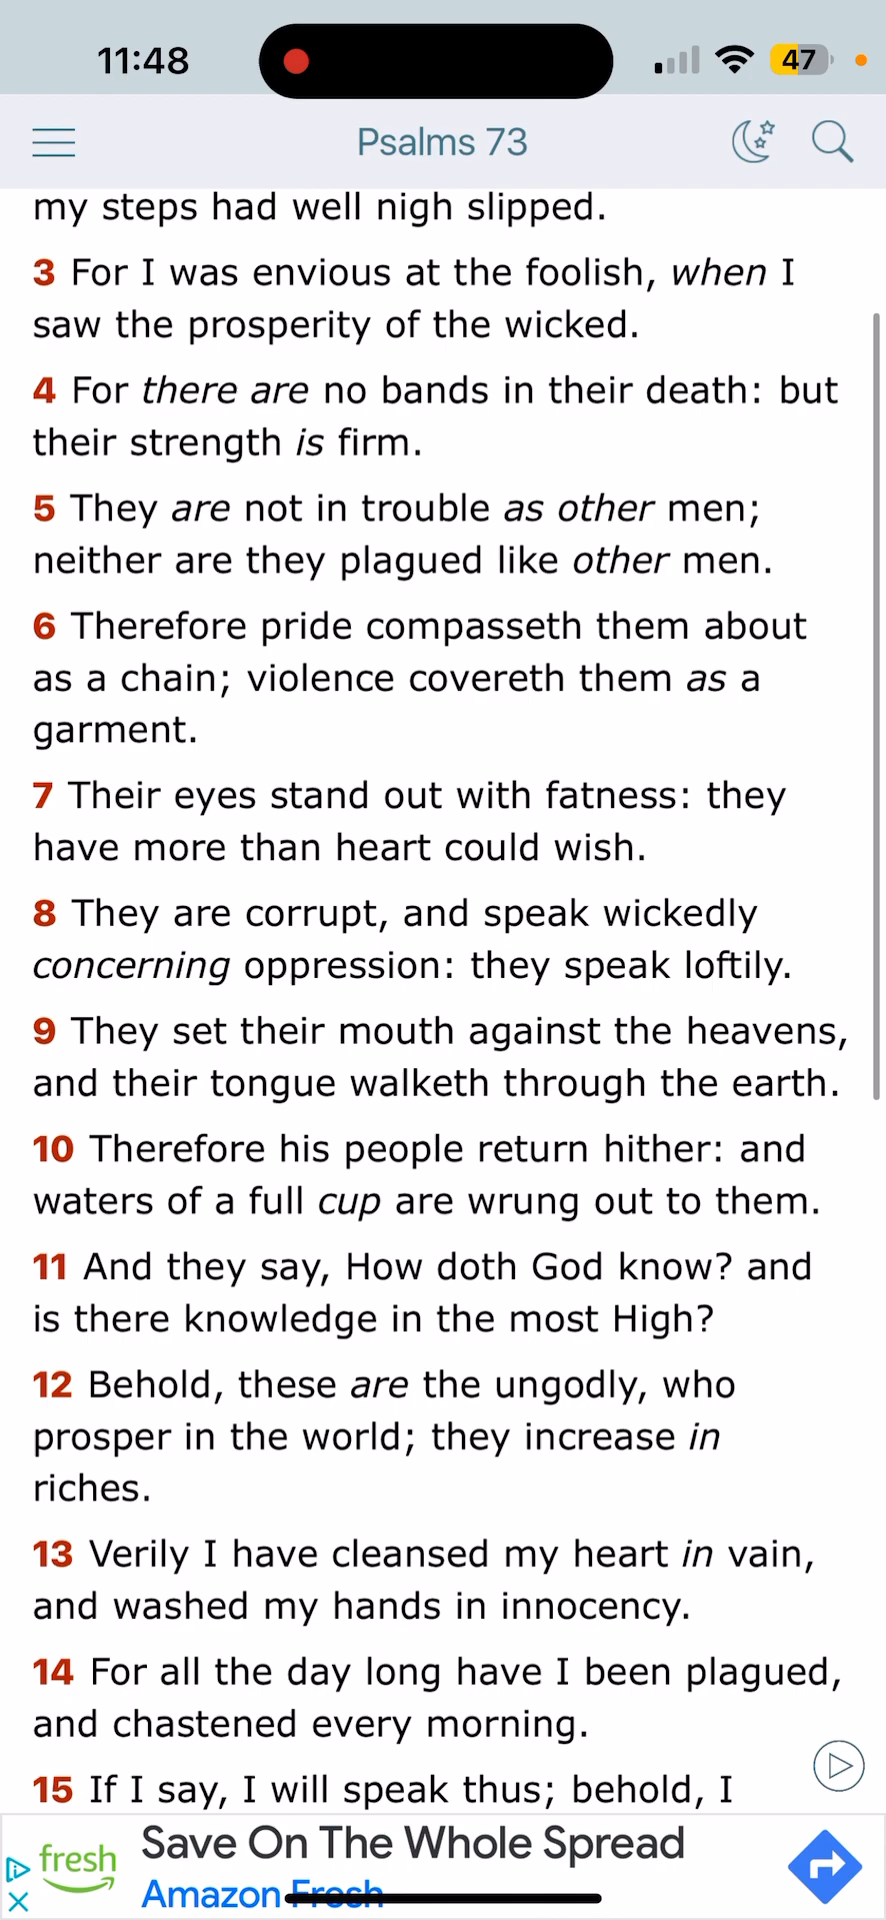 11:48
47
Psalms 73
my steps had well nigh slipped.
3 For I was envious at the foolish, when I
saw the prosperity of the wicked.
4 For there are no bands in their death: but
their strength is firm.
5 They are not in trouble as other men;
neither are they plagued like other men.
6 Therefore pride compasseth them about
as a chain; violence covereth them as a
garment.
7 Their eyes stand out with fatness: they
have more than heart could wish.
8 They are corrupt, and speak wickedly
concerning oppression: they speak loftily.
9 They set their mouth against the heavens,
and their tongue walketh through the earth.
10 Therefore his people return hither: and
waters of a full cup are wrung out to them.
11 And they say, How doth God know? and
is there knowledge in the most High?
12 Behold, these are the ungodly, who
prosper in the world; they increase in
riches.
13 Verily I have cleansed my heart in vain,
and washed my hands in innocency.
14 For all the day long have I been plagued,
and chastened every morning.
15 If I say, I will speak thus; behold, I
fresh
Save On The Whole Spread
Amazon Fresh